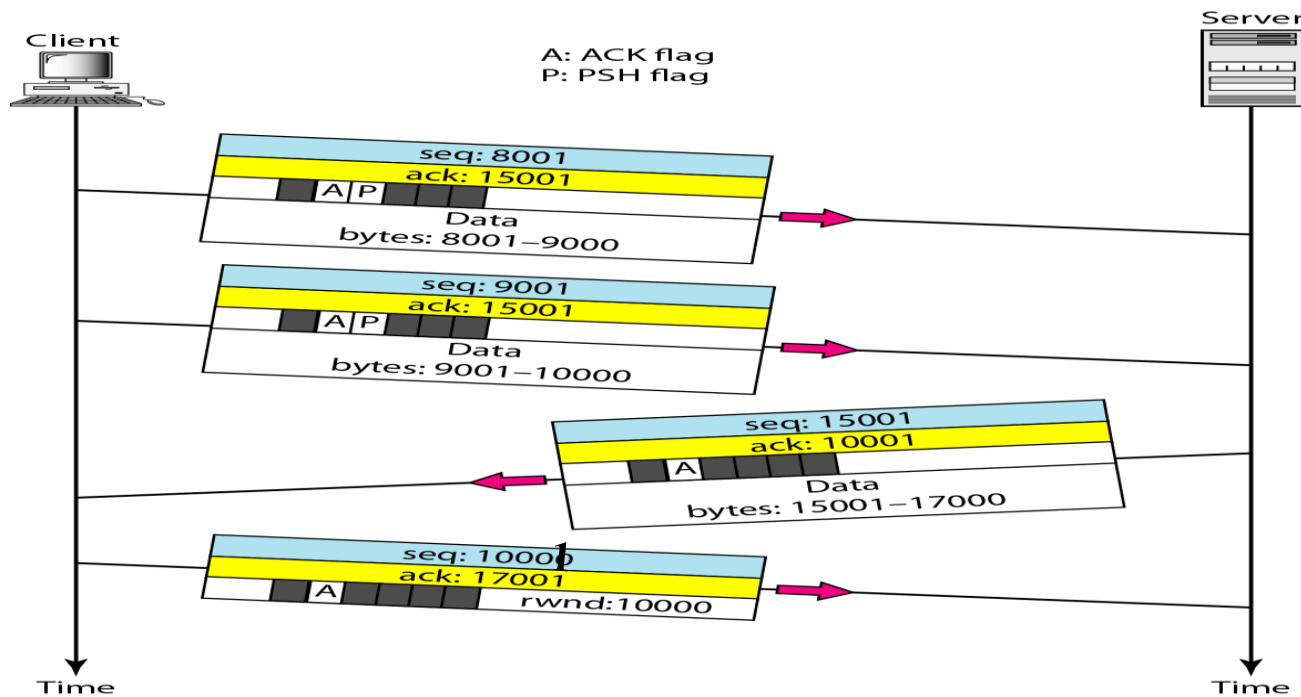 Client
Server
A: ACK flag
P: PSH flag
seq: 8001
ack: 15001
A P
Data
bytes: 8001–9000
seq: 9001
ack: 15001
A P
Data
bytes: 9001–10000
seq: 15001
ack: 10001
A
Data
bytes: 15001–17000
seq: 10000
1
ack: 17001
A
rwnd:10000
Time
Time